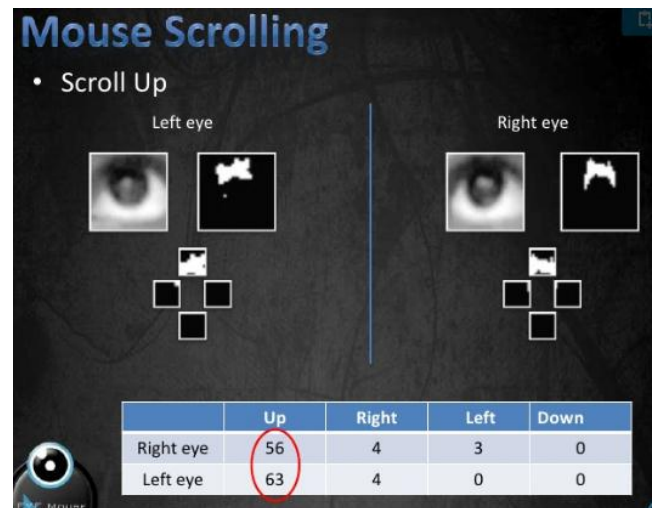 Mouse Scrolling
• Scroll Up
Left eye Right eye
Up Right Left Down
Right eye 56 4 3 0
Left eye 63 4 0 0
Mouse